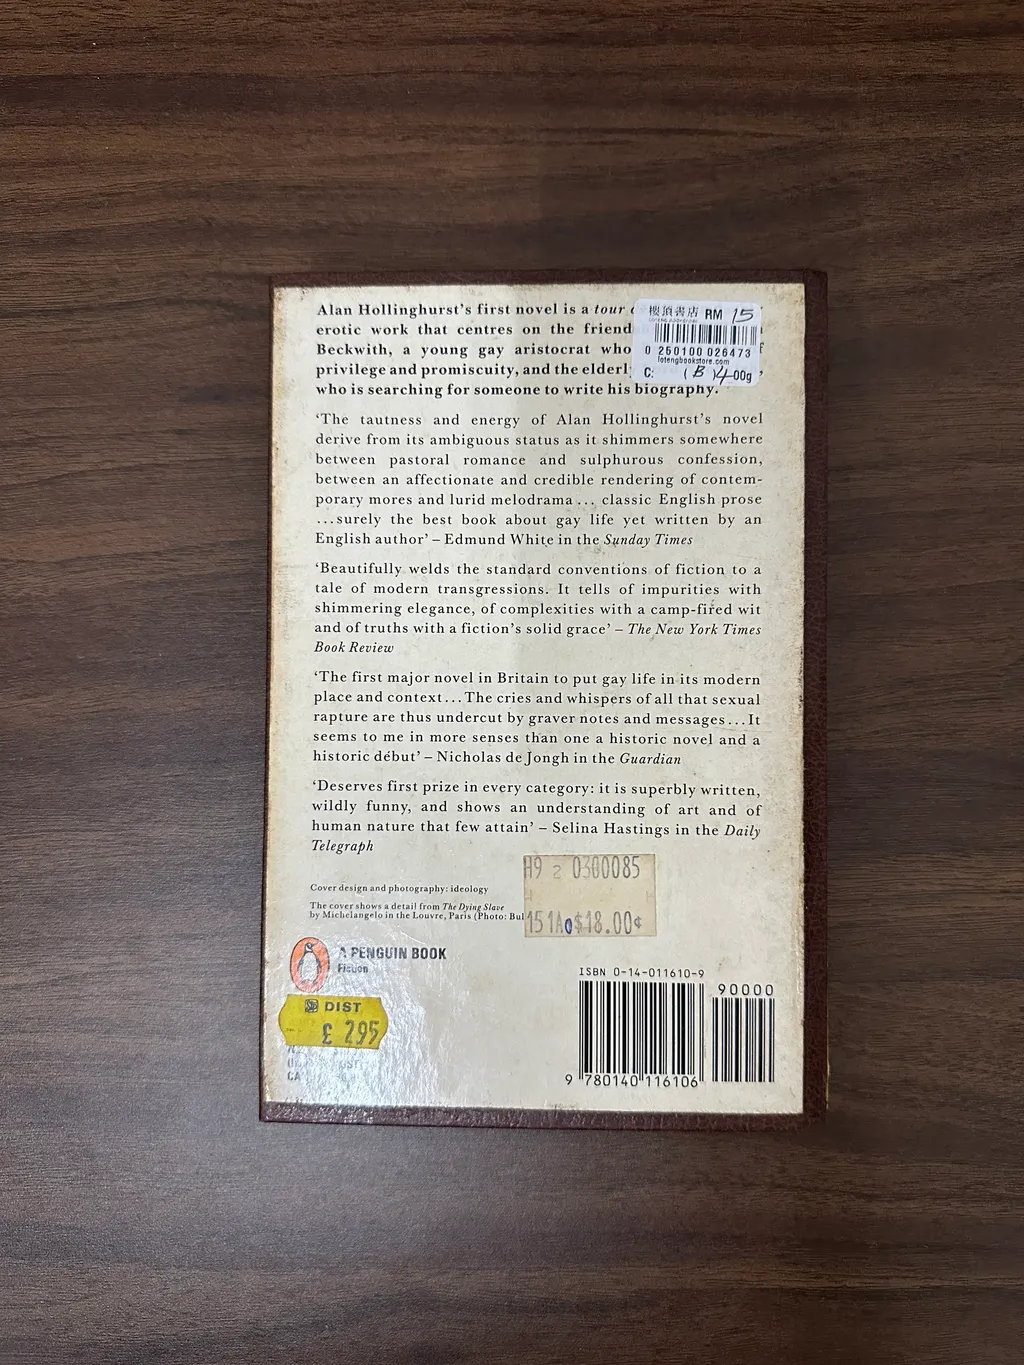 Alan Hollinghurst's first novel is a tour
erotic work that centres on the friend
Beckwith, a young gay aristocrat who
privilege and promiscuity, and the elderl
who is searching for someone to write his biography.
樓頂書店 RM 15
0 250100 026473
lotengbookstore.com
C: (B) 400g
'The tautness and energy of Alan Hollinghurst's novel
derive from its ambiguous status as it shimmers somewhere
between pastoral romance and sulphurous confession,
between an affectionate and credible rendering of contem-
porary mores and lurid melodrama ... classic English prose
...surely the best book about gay life yet written by an
English author' – Edmund White in the Sunday Times
'Beautifully welds the standard conventions of fiction to a
tale of modern transgressions. It tells of impurities with
shimmering elegance, of complexities with a camp-fired wit
and of truths with a fiction's solid grace' – The New York Times
Book Review
'The first major novel in Britain to put gay life in its modern
place and context ... The cries and whispers of all that sexual
rapture are thus undercut by graver notes and messages ... It
seems to me in more senses than one a historic novel and a
historic début' – Nicholas de Jongh in the Guardian
'Deserves first prize in every category: it is superbly written,
wildly funny, and shows an understanding of art and of
human nature that few attain' – Selina Hastings in the Daily
Telegraph
H9 2 0300085
151A $18.00¢
Cover design and photography: ideology
The cover shows a detail from The Dying Slave
by Michelangelo in the Louvre, Paris (Photo: Bul
A PENGUIN BOOK
Fiction
DIST
£ 2.95
CA
ISBN 0-14-011610-9
90000
9 780140 116106